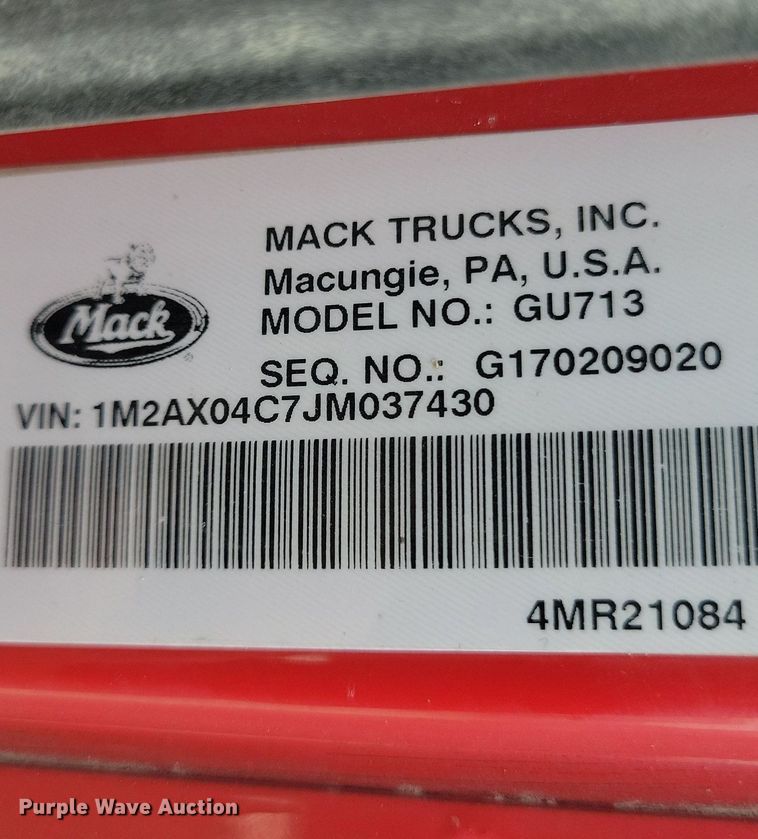 MACK TRUCKS, INC.
Macungie, PA, U.S.A.
MODEL NO.: GU713
SEQ. NO.: G170209020
Mack
®
VIN: 1M2AX04C7JM037430
4MR21084
Purple Wave Auction